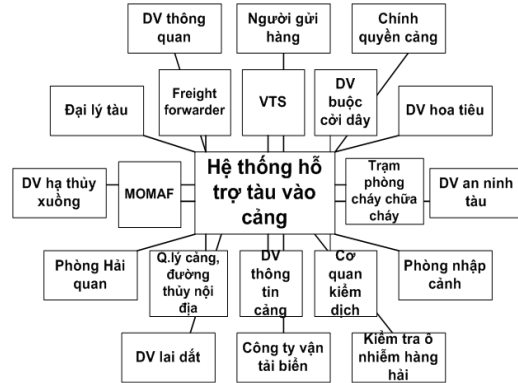 DV thông
quan
Người gửi
hàng
Chính
quyền cảng
Đại lý tàu
Freight
forwarder
VTS
DV
buộc
cởi dây
DV hoa tiêu
DV hạ thủy
xuồng
MOMAF
Hệ thống hỗ
trợ tàu vào
cảng
Trạm
phòng
cháy chữa
cháy
DV an ninh
tàu
Phòng Hải
quan
Q.lý cảng,
đường
thủy nội
địa
DV
thông
tin
cảng
Cơ
quan
kiểm
dịch
Phòng nhập
cảnh
DV lai dắt
Công ty vận
tải biển
Kiểm tra ô
nhiễm hàng
hải